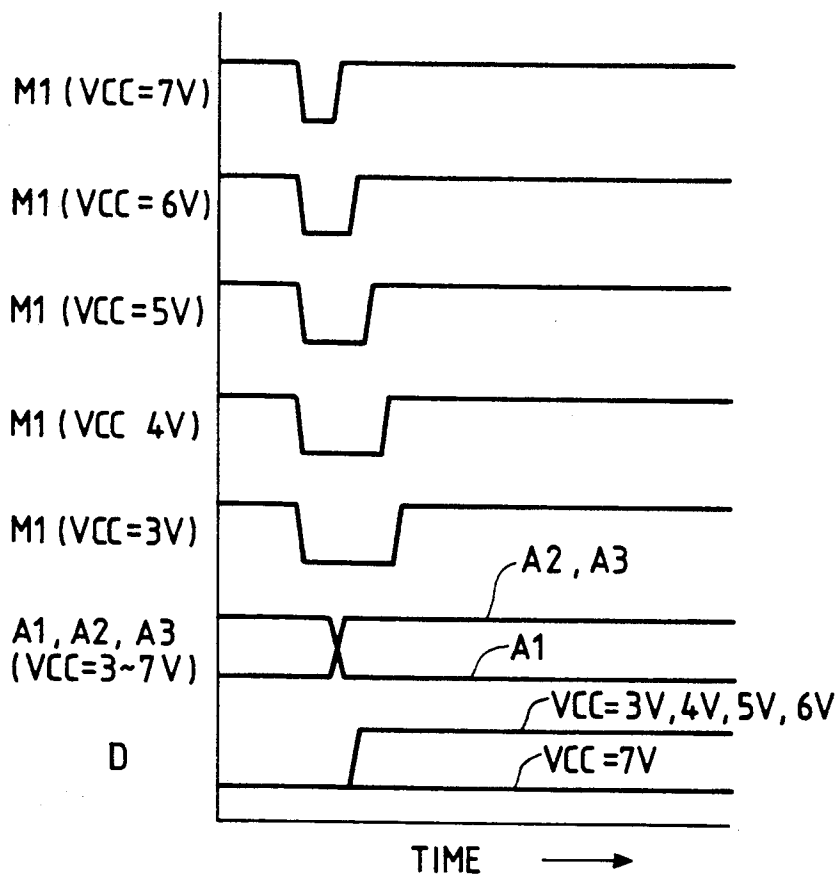 M1 (VCC=7V)
M1 (VCC=6V)
M1 (VCC=5V)
M1 (VCC 4V)
M1 (VCC=3V)
A2, A3
A1, A2, A3
(VCC=3~7V)
A1
VCC=3V,4V,5V,6V
D
VCC=7V
TIME